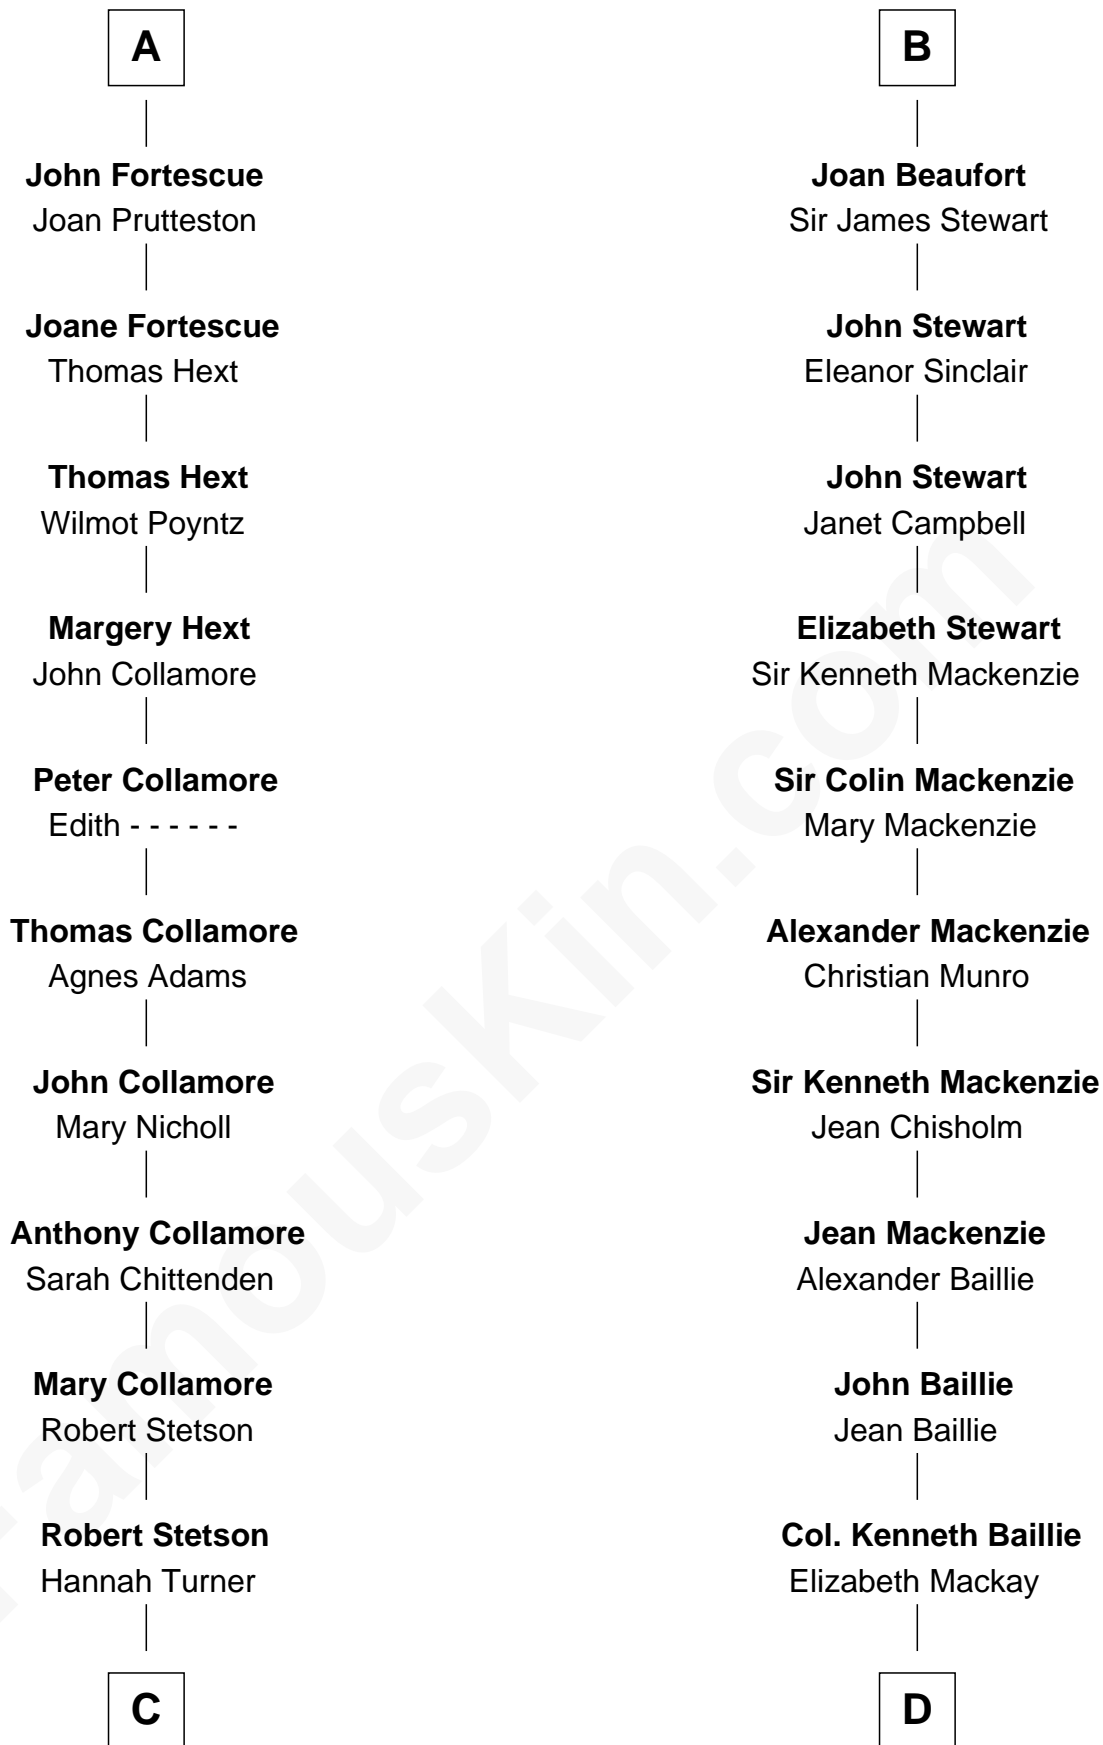 A
John Fortescue
Joan Prutteston
Joane Fortescue
Thomas Hext
Thomas Hext
Wilmot Poyntz
Margery Hext
John Collamore
Peter Collamore
Edith - - - - - -
Thomas Collamore
Agnes Adams
John Collamore
Mary Nicholl
Anthony Collamore
Sarah Chittenden
Mary Collamore
Robert Stetson
Robert Stetson
Hannah Turner
C
B
Joan Beaufort
Sir James Stewart
John Stewart
Eleanor Sinclair
John Stewart
Janet Campbell
Elizabeth Stewart
Sir Kenneth Mackenzie
Sir Colin Mackenzie
Mary Mackenzie
Alexander Mackenzie
Christian Munro
Sir Kenneth Mackenzie
Jean Chisholm
Jean Mackenzie
Alexander Baillie
John Baillie
Jean Baillie
Col. Kenneth Baillie
Elizabeth Mackay
D
FamousKin.com